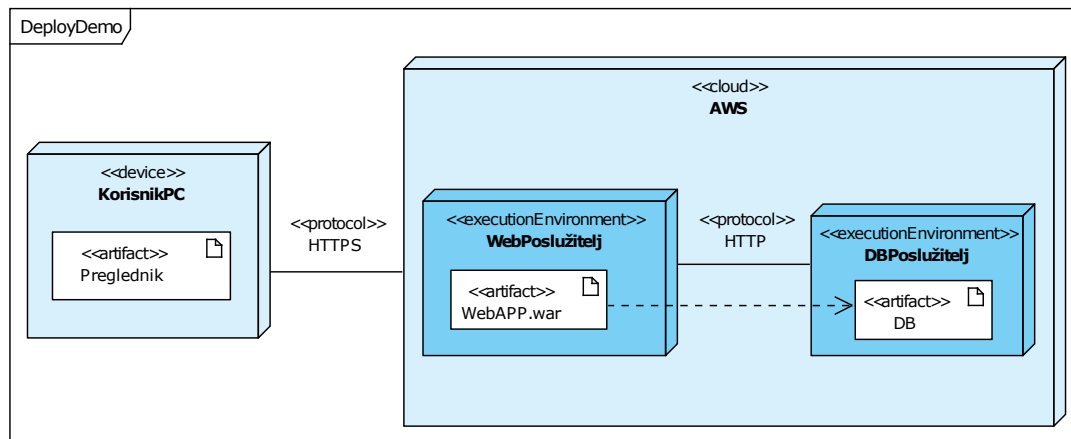 DeployDemo
<<cloud>>
AWS
<<device>>
KorisnikPC
<<artifact>>
Preglednik
<<protocol>>
HTTPS
<<executionEnvironment>>
WebPoslužitelj
<<artifact>>
WebAPP.war
<<protocol>>
HTTP
<<executionEnvironment>>
DBPoslužitelj
<<artifact>>
DB